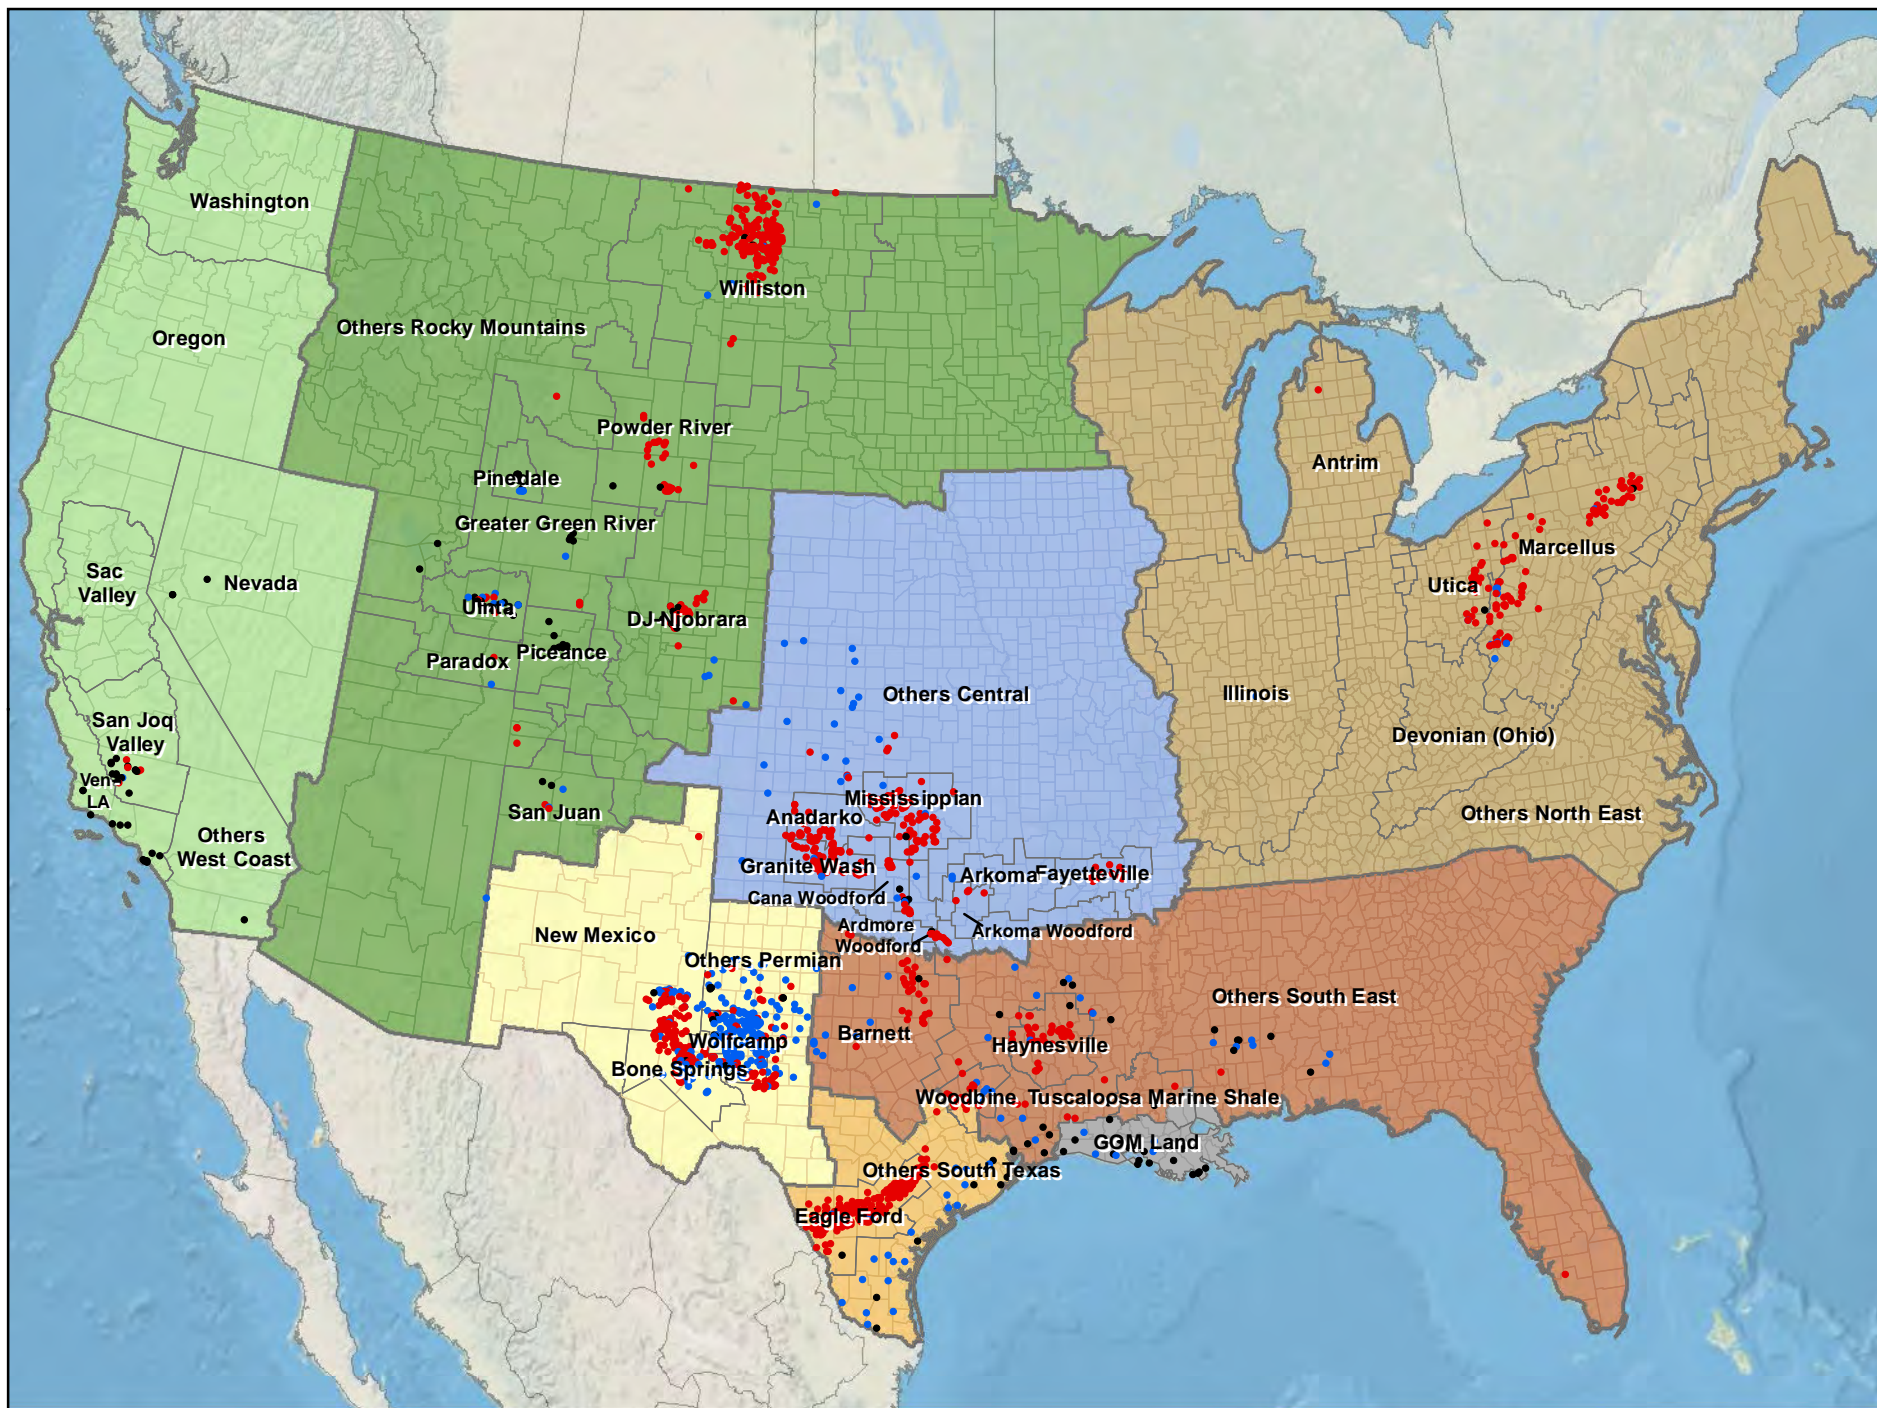 Washington
Williston
Others Rocky Mountains
Oregon
Powder River
Antrim
Pinedale
Greater Green River
Marcellus
Sac
Valley
Nevada
Utica
Uinta
DJ-Niobrara
Piceance
Paradox
Others Central
Illinois
San Joq
Valley
Devonian (Ohio)
LA
Mississippian
San Juan
Anadarko
Others North East
Others
West Coast
Granite Wash
Arkoma
Fayetteville
Cana Woodford
Ardmore
Woodford
Arkoma Woodford
New Mexico
Others Permian
Others South East
Barnett
Wolfcamp
Haynesville
Bone Springs
Woodbine
Tuscaloosa Marine Shale
GOM Land
Others South Texas
Eagle Ford